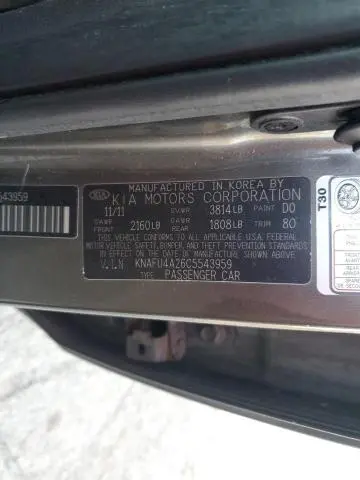 5543959
MANUFACTURED IN KOREA BY
KIA KIA MOTORS CORPORATION
11/11 GVWR 3814LB PAINT D0
GAWR GAWR
FRONT 2160LB REAR 1808LB TRIM 80
THIS VEHICLE CONFORMS TO ALL APPLICABLE U.S.A. FEDERAL
MOTOR VEHICLE SAFETY, BUMPER, AND THEFT PREVENTION STANDARDS
IN EFFECT ON THE DATE OF MANUFACTURE SHOWN ABOVE.
V.I.N KNAFU4A26C5543959
TYPE: PASSENGER CAR
T30